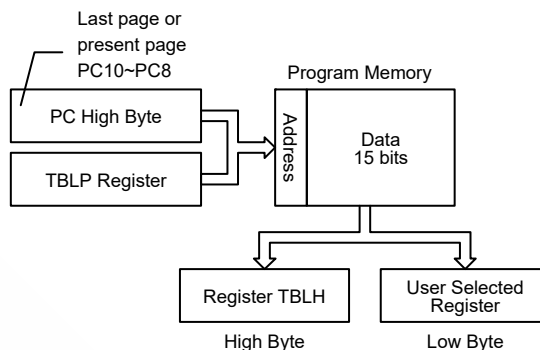 Last page or
present page
PC10~PC8
Program Memory
PC High Byte
TBLP Register
Address
Data
15 bits
Register TBLH
User Selected
Register
High Byte
Low Byte